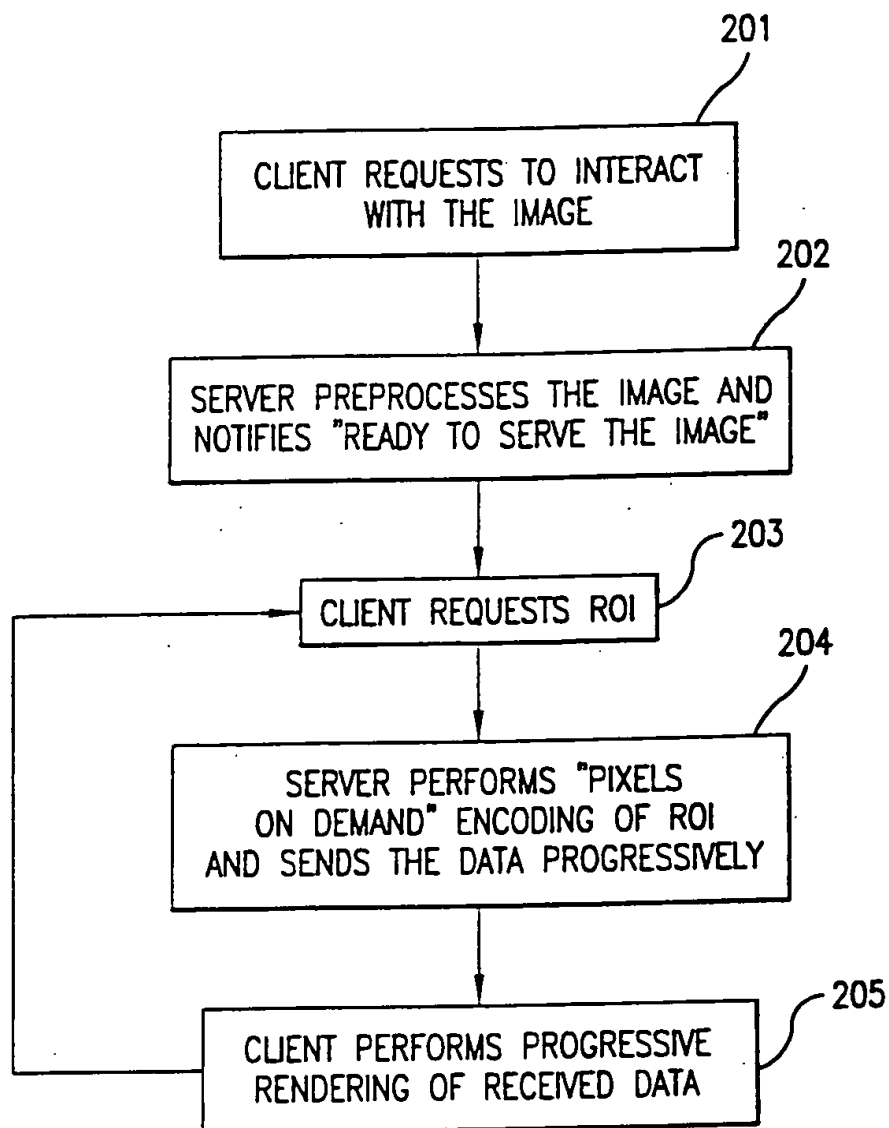 201
CLIENT REQUESTS TO INTERACT
WITH THE IMAGE
202
SERVER PREPROCESSES THE IMAGE AND
NOTIFIES "READY TO SERVE THE IMAGE"
203
CLIENT REQUESTS ROI
204
SERVER PERFORMS "PIXELS
ON DEMAND" ENCODING OF ROI
AND SENDS THE DATA PROGRESSIVELY
205
CLIENT PERFORMS PROGRESSIVE
RENDERING OF RECEIVED DATA